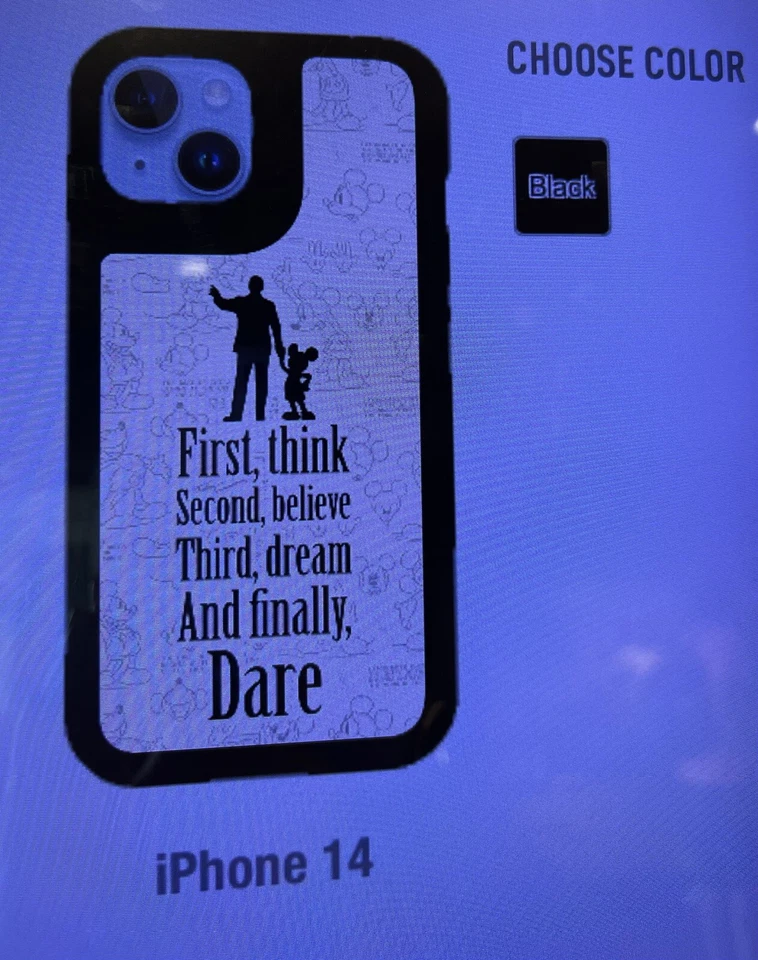 CHOOSE COLOR
Black
First, think
Second, believe
Third, dream
And finally,
Dare
iPhone 14